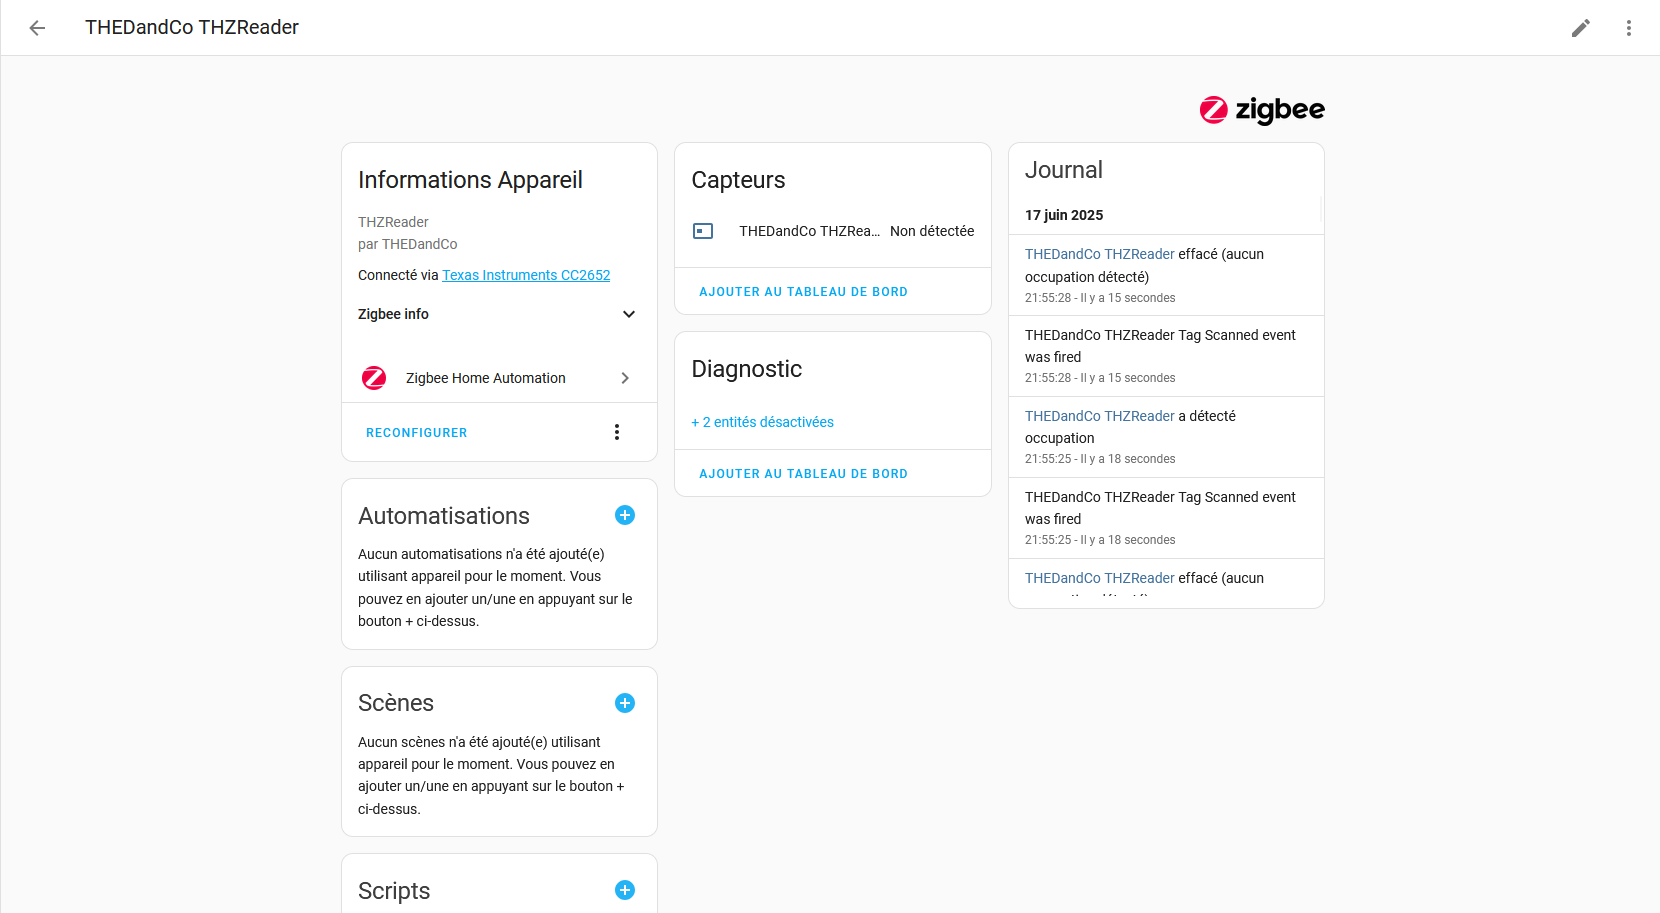 THEDandCo THZReader
zigbee
Informations Appareil
THZReader
par THEDandCo
Connecté via Texas Instruments CC2652
Zigbee info
Zigbee Home Automation
RECONFIGURER
Automatisations
Aucun automatisations n'a été ajouté(e)
utilisant appareil pour le moment. Vous
pouvez en ajouter un/une en appuyant sur le
bouton + ci-dessus.
Scènes
Aucun scènes n'a été ajouté(e) utilisant
appareil pour le moment. Vous pouvez en
ajouter un/une en appuyant sur le bouton +
ci-dessus.
Scripts
Capteurs
THEDandCo THZRea... Non détectée
AJOUTER AU TABLEAU DE BORD
Diagnostic
+ 2 entités désactivées
AJOUTER AU TABLEAU DE BORD
Journal
17 juin 2025
THEDandCo THZReader effacé (aucun
occupation détecté)
21:55:28 - Il y a 15 secondes
THEDandCo THZReader Tag Scanned event
was fired
21:55:28 - Il y a 15 secondes
THEDandCo THZReader a détecté
occupation
21:55:25 - Il y a 18 secondes
THEDandCo THZReader Tag Scanned event
was fired
21:55:25 - Il y a 18 secondes
THEDandCo THZReader effacé (aucun